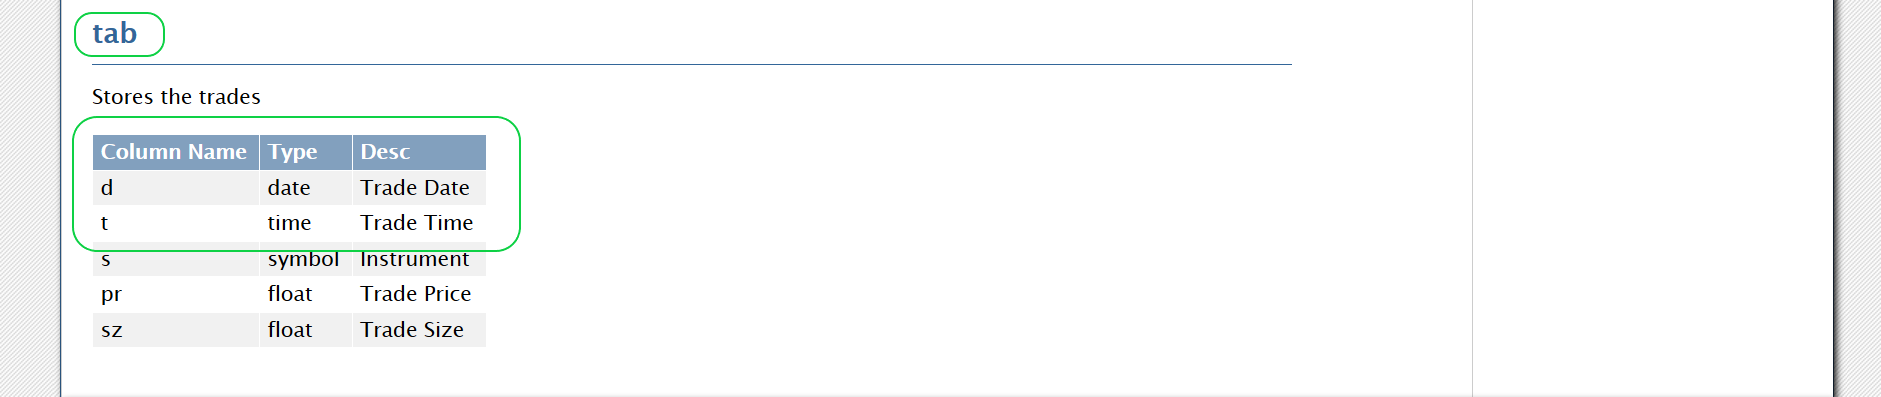 tab
Stores the trades
Column Name Type Desc
d date Trade Date
t time Trade Time
s symbol Instrument
pr float Trade Price
sz float Trade Size